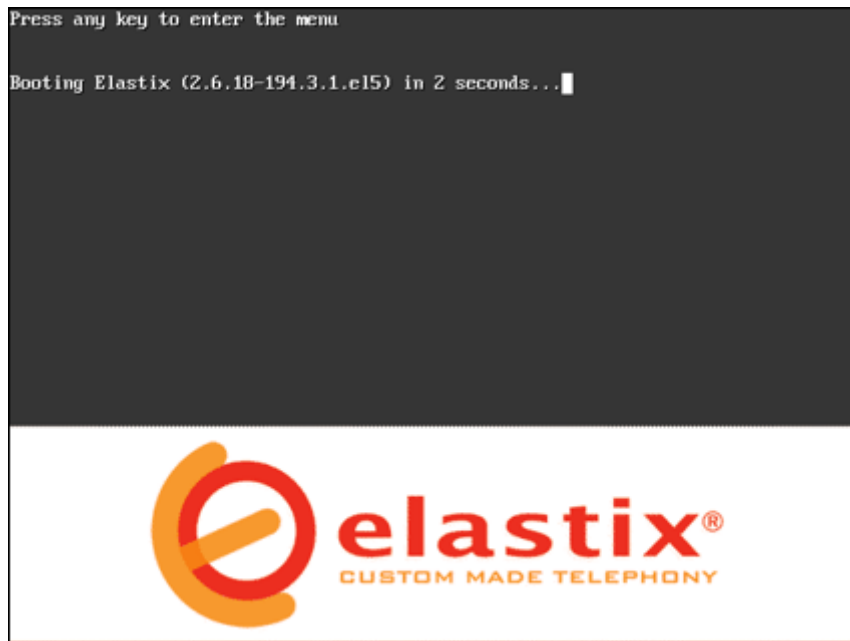 Press any key to enter the menu
Booting Elastix (2.6.18-194.3.1.el5) in 2 seconds...
elastix®
CUSTOM MADE TELEPHONY